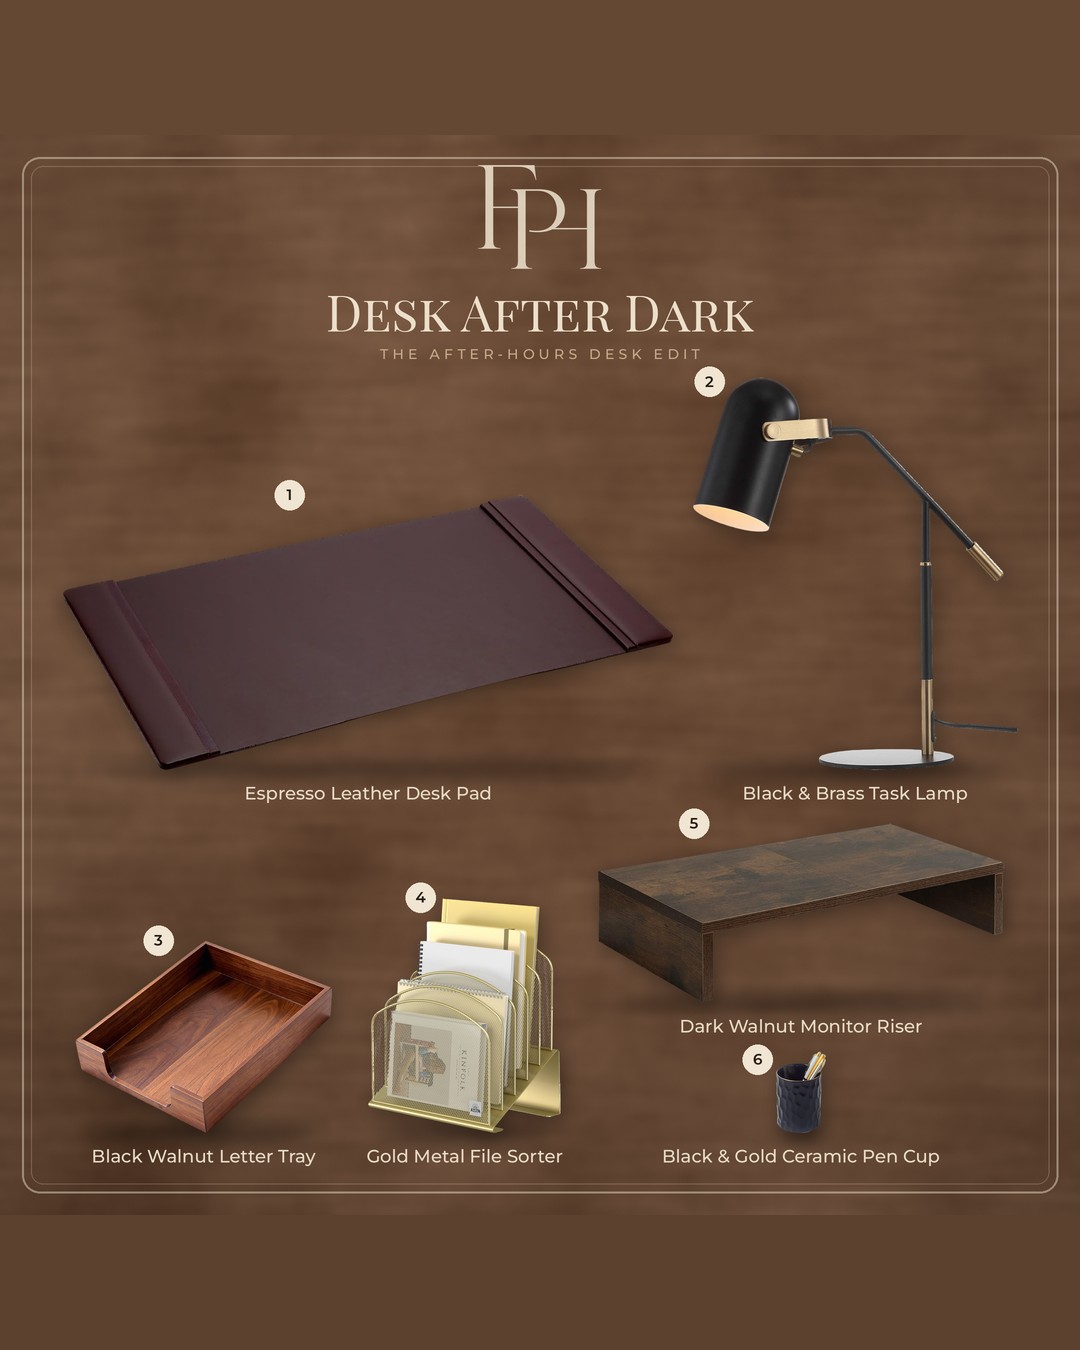 FPH
DESK AFTER DARK
THE AFTER-HOURS DESK EDIT
2
1
Espresso Leather Desk Pad
Black & Brass Task Lamp
5
4
3
KINFOLK
Dark Walnut Monitor Riser
6
Black Walnut Letter Tray
Gold Metal File Sorter
Black & Gold Ceramic Pen Cup